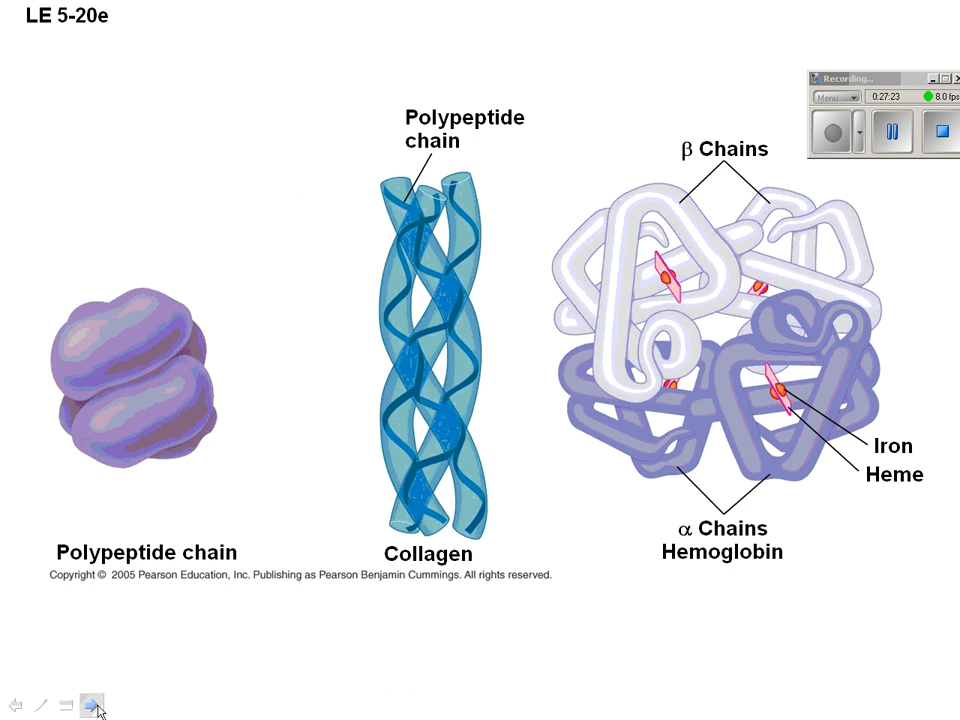 LE 5-20e
Recording...
Menu
0:27:23
8.0 fps
Polypeptide
chain
β Chains
Iron
Heme
α Chains
Hemoglobin
Polypeptide chain
Collagen
Copyright © 2005 Pearson Education, Inc. Publishing as Pearson Benjamin Cummings. All rights reserved.